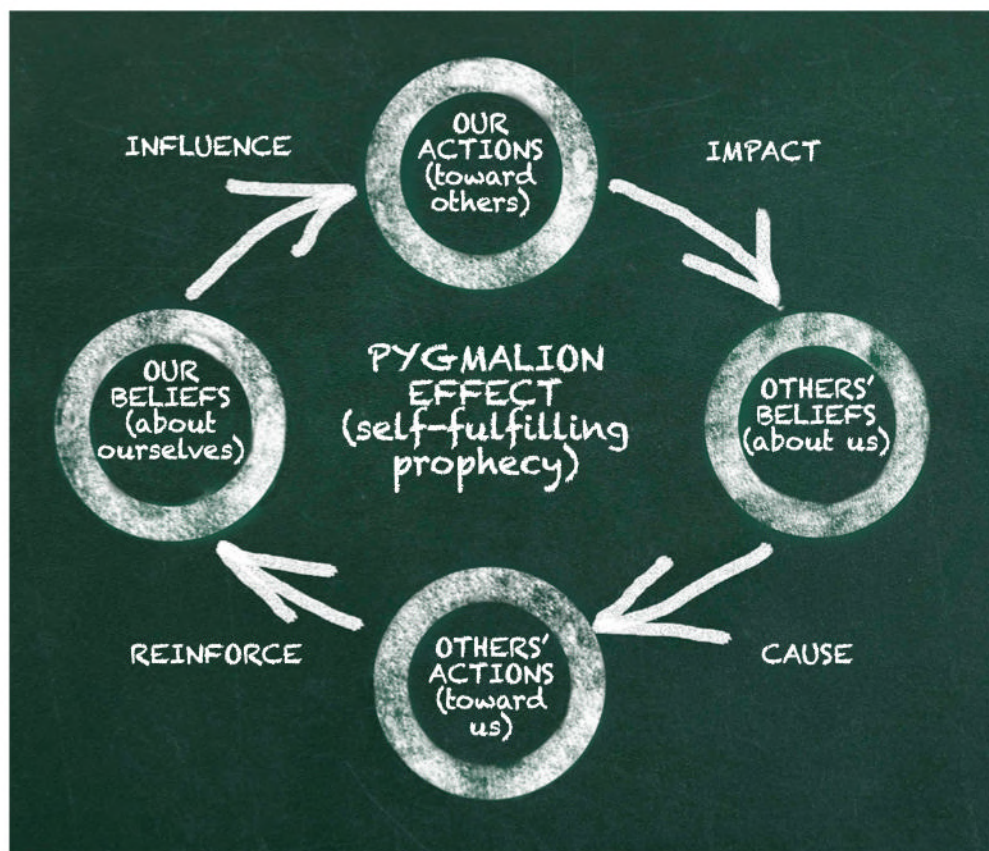 OUR
ACTIONS
(toward
others)
INFLUENCE
IMPACT
PYGMALION
EFFECT
(self-fulfilling
prophecy)
OUR
BELIEFS
(about
ourselves)
OTHERS'
BELIEFS
(about us)
OTHERS'
ACTIONS
(toward
us)
REINFORCE
CAUSE